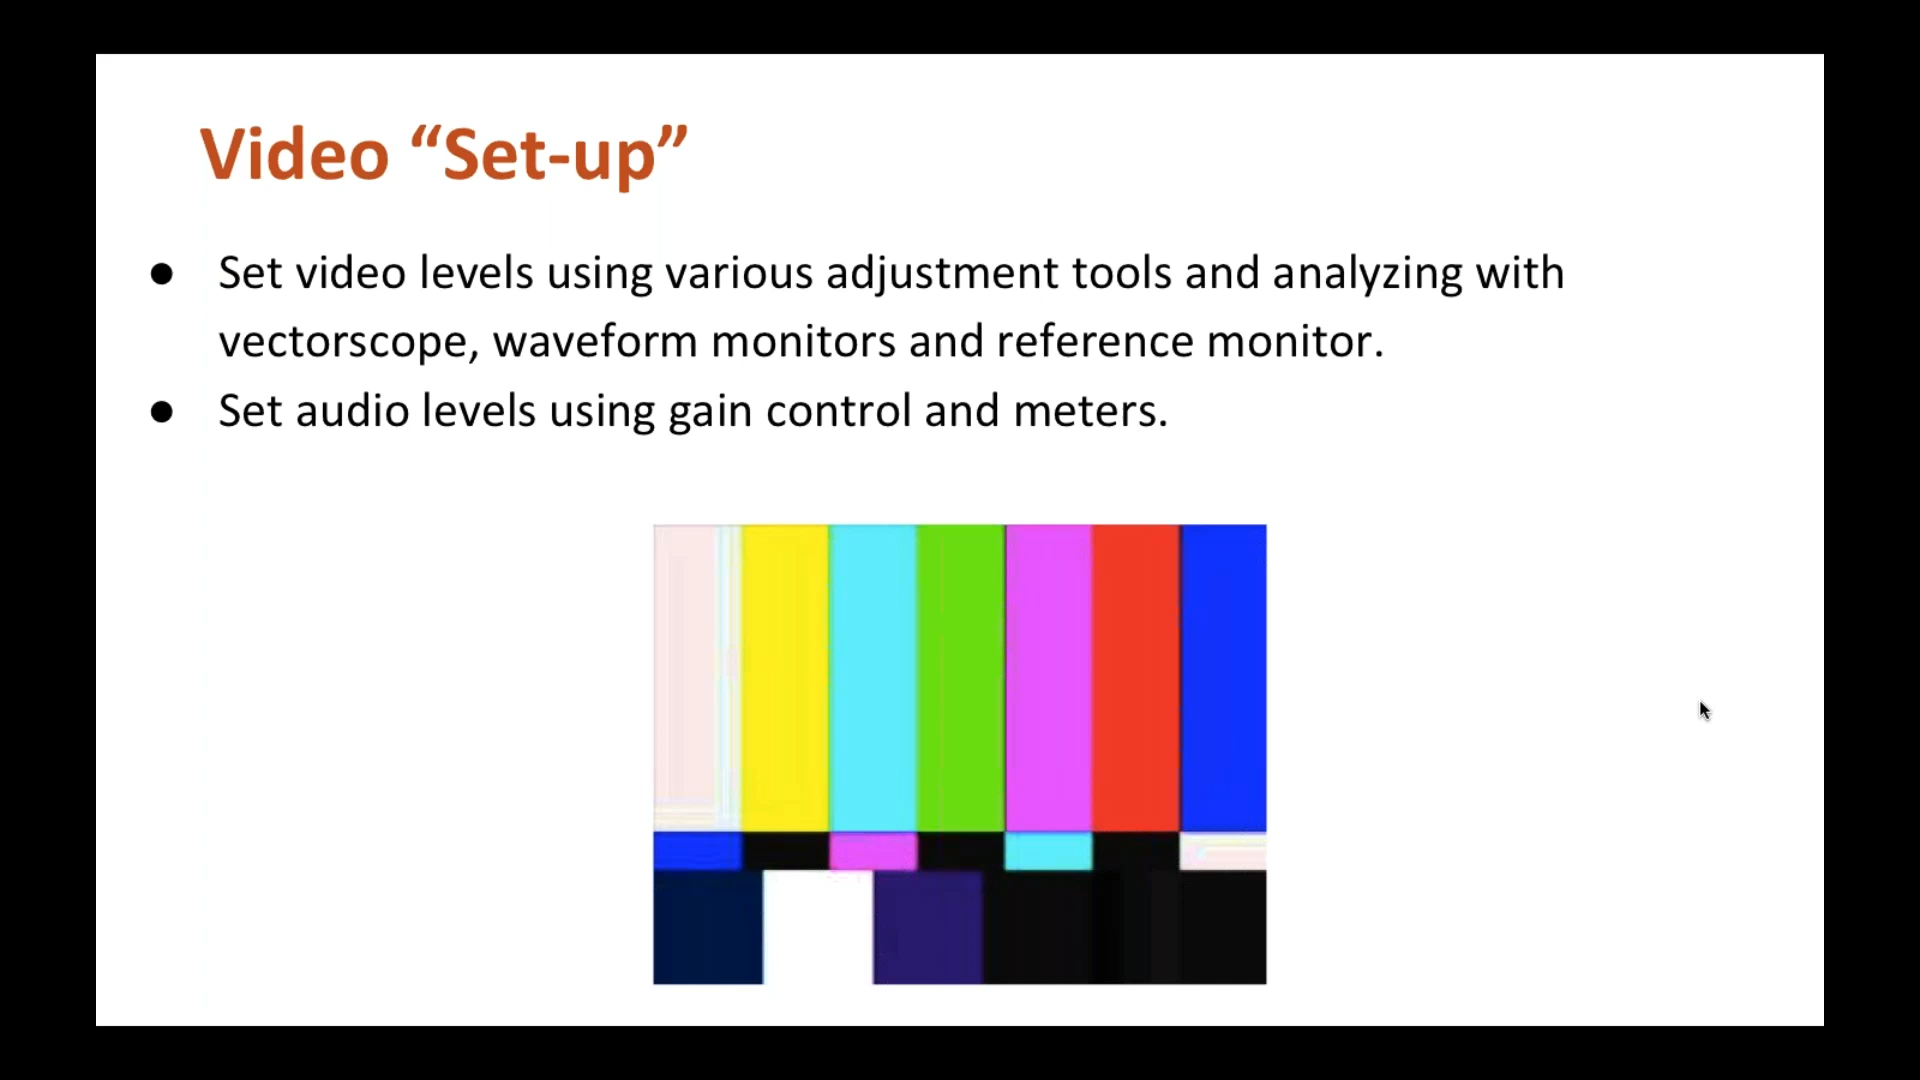 Video “Set-up”
● Set video levels using various adjustment tools and analyzing with
vectorscope, waveform monitors and reference monitor.
● Set audio levels using gain control and meters.